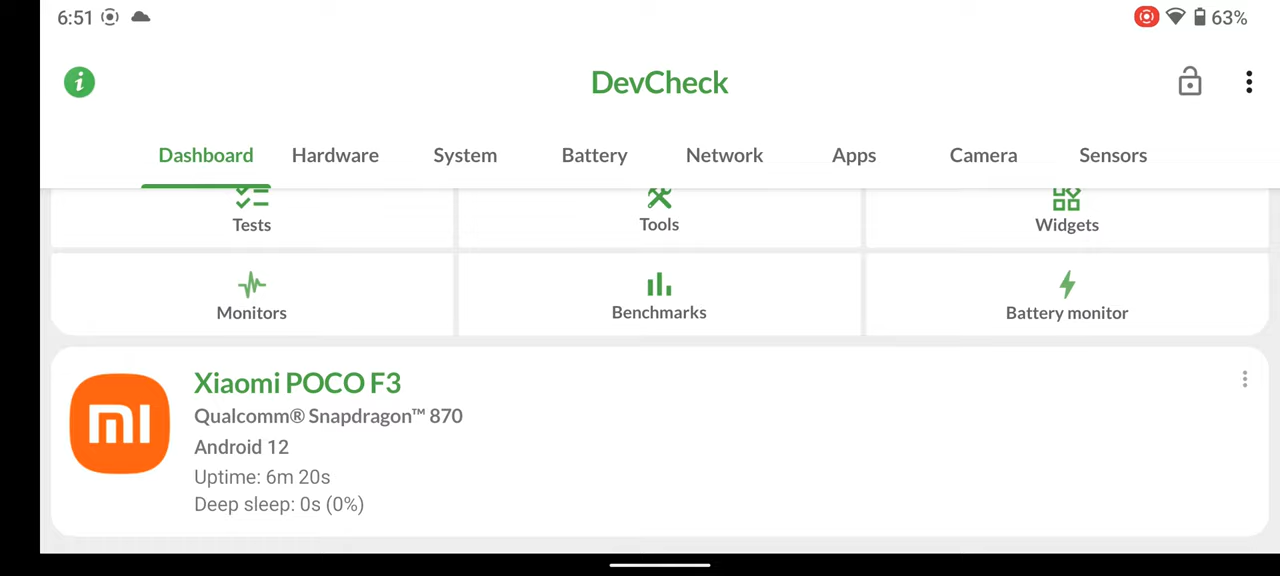 6:51 63%
DevCheck
Dashboard Hardware System Battery Network Apps Camera Sensors
Tests Tools Widgets
Monitors Benchmarks Battery monitor
Xiaomi POCO F3
Qualcomm® Snapdragon™ 870
Android 12
Uptime: 6m 20s
Deep sleep: 0s (0%)